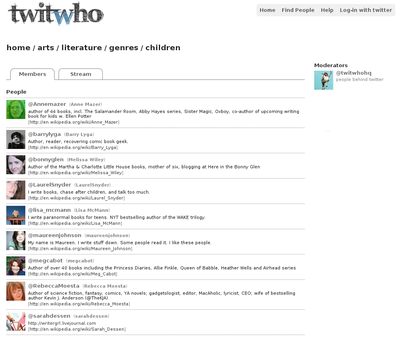 twitwho
Home Find People Help Log-in with twitter
home / arts / literature / genres / children
Members Stream
People
@Annemazer (Anne Mazer)
author of 44 books, incl. The Salamander Room, Abby Hayes series, Sister Magic, Oxboy, co-author of upcoming writing
book for kids w. Ellen Potter
[http://en.wikipedia.org/wiki/Anne_Mazer]
@barrylyga (Barry Lyga)
Author, reader, recovering comic book geek.
[http://en.wikipedia.org/wiki/Barry_Lyga]
@bonnyglen (Melissa Wiley)
Author of the Martha & Charlotte Little House books, mother of six, blogging at Here in the Bonny Glen
[http://en.wikipedia.org/wiki/Melissa_Wiley]
@LaurelSnyder (LaurelSnyder)
I write books, chase after children, and talk too much.
[http://en.wikipedia.org/wiki/Laurel_Snyder]
@lisa_mcmann (Lisa McMann)
I write paranormal books for teens. NYT bestselling author of the WAKE trilogy.
[http://en.wikipedia.org/wiki/Lisa_McMann]
@maureenjohnson (maureenjohnson)
My name is Maureen. I write stuff down. Some people read it. I like these people.
[http://en.wikipedia.org/wiki/Maureen_Johnson]
@megcabot (megcabot)
Author of over 40 books including the Princess Diaries, Allie Finkle, Queen of Babble, Heather Wells and Airhead series
[http://en.wikipedia.org/wiki/Meg_Cabot]
@RebeccaMoesta (Rebecca Moesta)
Author of science fiction, fantasy, comics, YA novels; gadgetologist, editor, Mackholic, lyricist, CEO; wife of bestselling
author Kevin J. Anderson (@TheKJA)
[http://en.wikipedia.org/wiki/Rebecca_Moesta]
@sarahdessen (sarahdessen)
http://writergrl.livejournal.com
[http://en.wikipedia.org/wiki/Sarah_Dessen]
Moderators
@twitwhohq
people behind twitter